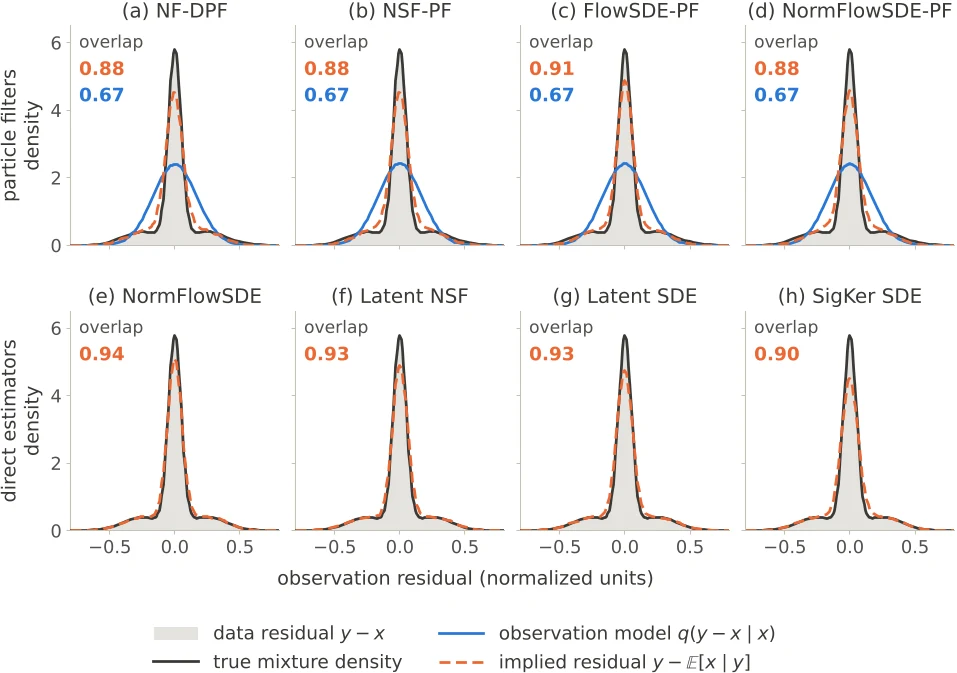 (a) NF-DPF
(b) NSF-PF
(c) FlowSDE-PF
(d) NormFlowSDE-PF
particle filters
density
6
4
2
0
overlap
0.88
0.67
overlap
0.88
0.67
overlap
0.91
0.67
overlap
0.88
0.67
(e) NormFlowSDE
(f) Latent NSF
(g) Latent SDE
(h) SigKer SDE
direct estimators
density
6
4
2
0
overlap
0.94
overlap
0.93
overlap
0.93
overlap
0.90
−0.5 0.0 0.5
−0.5 0.0 0.5
−0.5 0.0 0.5
−0.5 0.0 0.5
observation residual (normalized units)
data residual y − x
true mixture density
observation model q(y − x | x)
implied residual y − 𝔼[x | y]